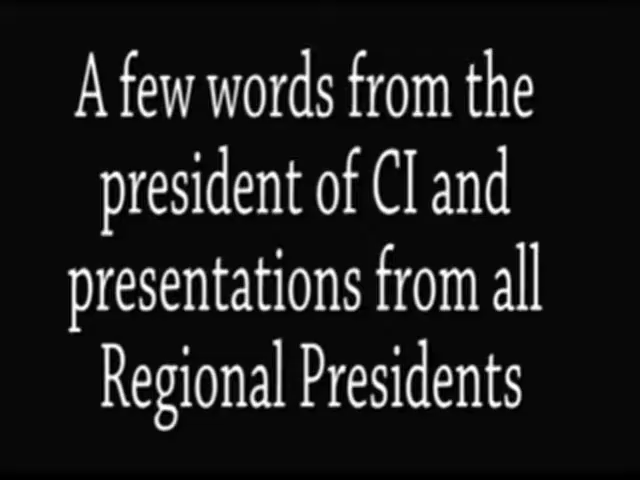 A few words from the
president of CI and
presentations from all
Regional Presidents